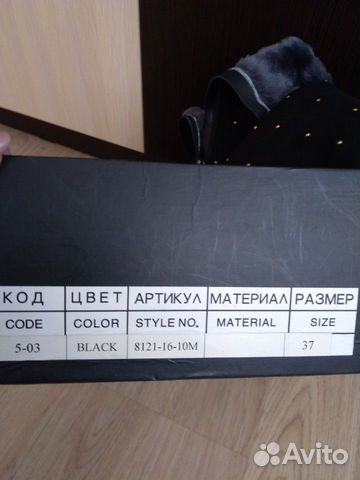 КОД ЦВЕТ АРТИКУЛ МАТЕРИАЛ РАЗМЕР
CODE COLOR STYLE NO. MATERIAL SIZE
5-03 BLACK 8121-16-10M 37
Avito